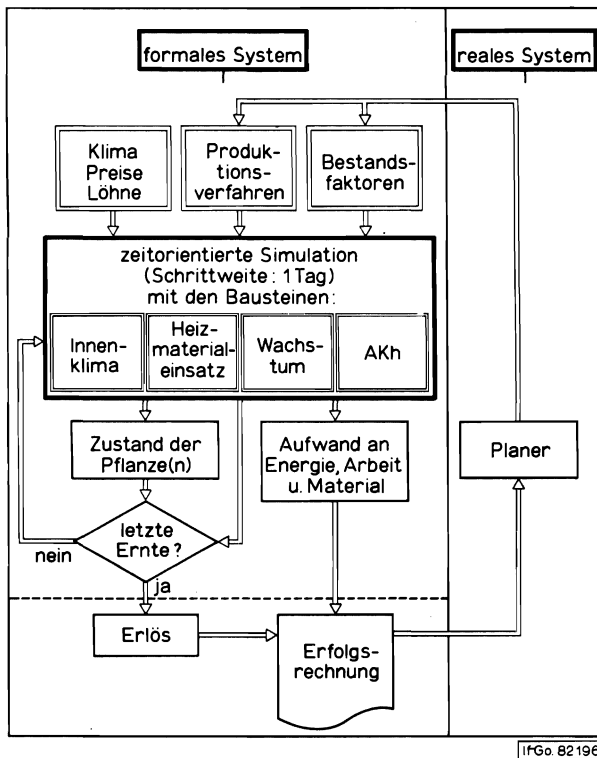 formales System
reales System
Klima
Preise
Löhne
Produk-
tions-
verfahren
Bestands-
faktoren
zeitorientierte Simulation
(Schrittweite: 1 Tag)
mit den Bausteinen:
Innen-
klima
Heiz-
material-
einsatz
Wachs-
tum
AKh
Zustand der
Pflanze(n)
Aufwand an
Energie, Arbeit
u. Material
Planer
letzte
Ernte?
nein
ja
Erlös
Erfolgs-
rechnung
IfGo. 82196